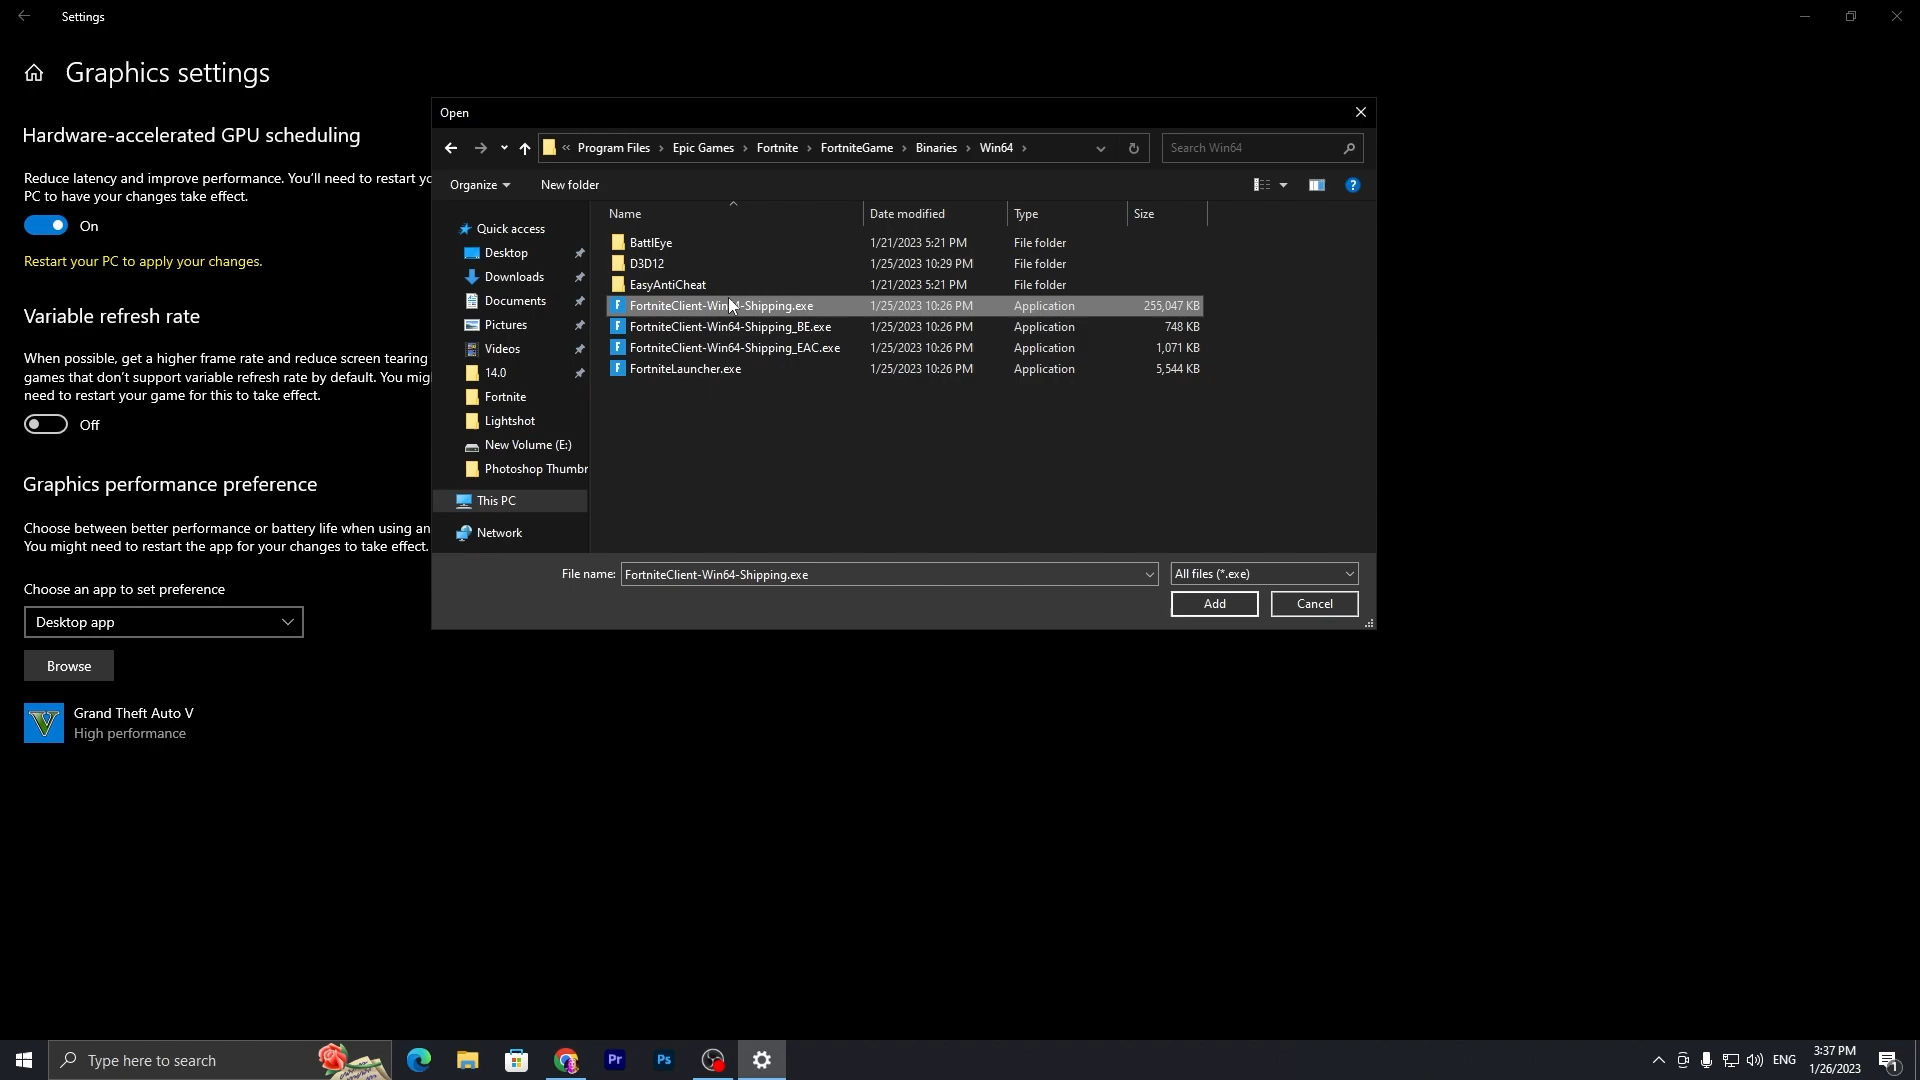 Settings
Graphics settings
Hardware-accelerated GPU scheduling
Reduce latency and improve performance. You'll need to restart yo
PC to have your changes take effect.
On
Restart your PC to apply your changes.
Variable refresh rate
When possible, get a higher frame rate and reduce screen tearing
games that don't support variable refresh rate by default. You mig
need to restart your game for this to take effect.
Off
Graphics performance preference
Choose between better performance or battery life when using an
You might need to restart the app for your changes to take effect.
Choose an app to set preference
Desktop app
Browse
Grand Theft Auto V
High performance
Open
« Program Files › Epic Games › Fortnite › FortniteGame › Binaries › Win64 ›
Search Win64
Organize
New folder
Quick access
Desktop
Downloads
Documents
Pictures
Videos
14.0
Fortnite
Lightshot
New Volume (E:)
Photoshop Thumbr
This PC
Network
Name Date modified Type Size
BattlEye 1/21/2023 5:21 PM File folder
D3D12 1/25/2023 10:29 PM File folder
EasyAntiCheat 1/21/2023 5:21 PM File folder
FortniteClient-Win64-Shipping.exe 1/25/2023 10:26 PM Application 255,047 KB
FortniteClient-Win64-Shipping_BE.exe 1/25/2023 10:26 PM Application 748 KB
FortniteClient-Win64-Shipping_EAC.exe 1/25/2023 10:26 PM Application 1,071 KB
FortniteLauncher.exe 1/25/2023 10:26 PM Application 5,544 KB
File name: FortniteClient-Win64-Shipping.exe
All files (*.exe)
Add
Cancel
Type here to search
Pr
Ps
ENG
3:37 PM
1/26/2023
1